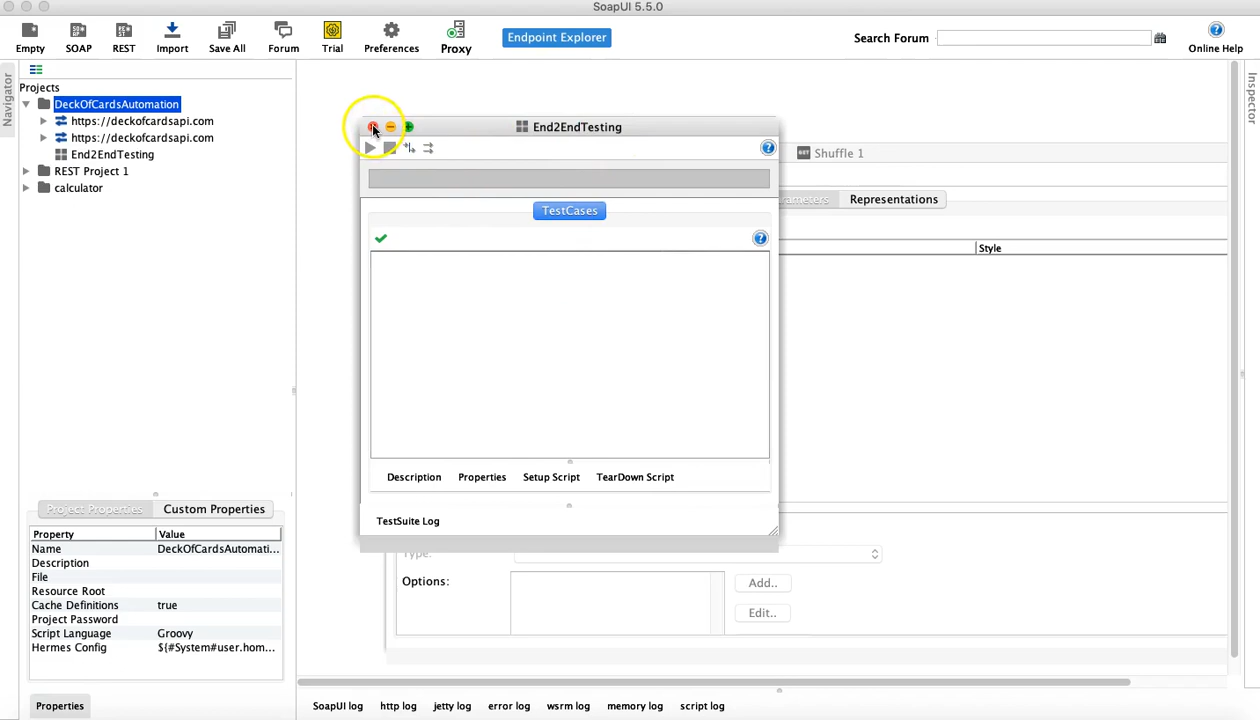 SoapUI 5.5.0
Empty
SOAP
REST
Import
Save All
Forum
Trial
Preferences
Proxy
Endpoint Explorer
Search Forum
Online Help
Navigator
Inspector
Projects
DeckOfCardsAutomation
https://deckofcardsapi.com
https://deckofcardsapi.com
End2EndTesting
REST Project 1
calculator
End2EndTesting
TestCases
Description
Properties
Setup Script
TearDown Script
TestSuite Log
Shuffle 1
Representations
Style
Type:
Options:
Add..
Edit..
Project Properties
Custom Properties
Property Value
Name DeckOfCardsAutomati...
Description
File
Resource Root
Cache Definitions true
Project Password
Script Language Groovy
Hermes Config ${#System#user.hom...
Properties
SoapUI log
http log
jetty log
error log
wsrm log
memory log
script log